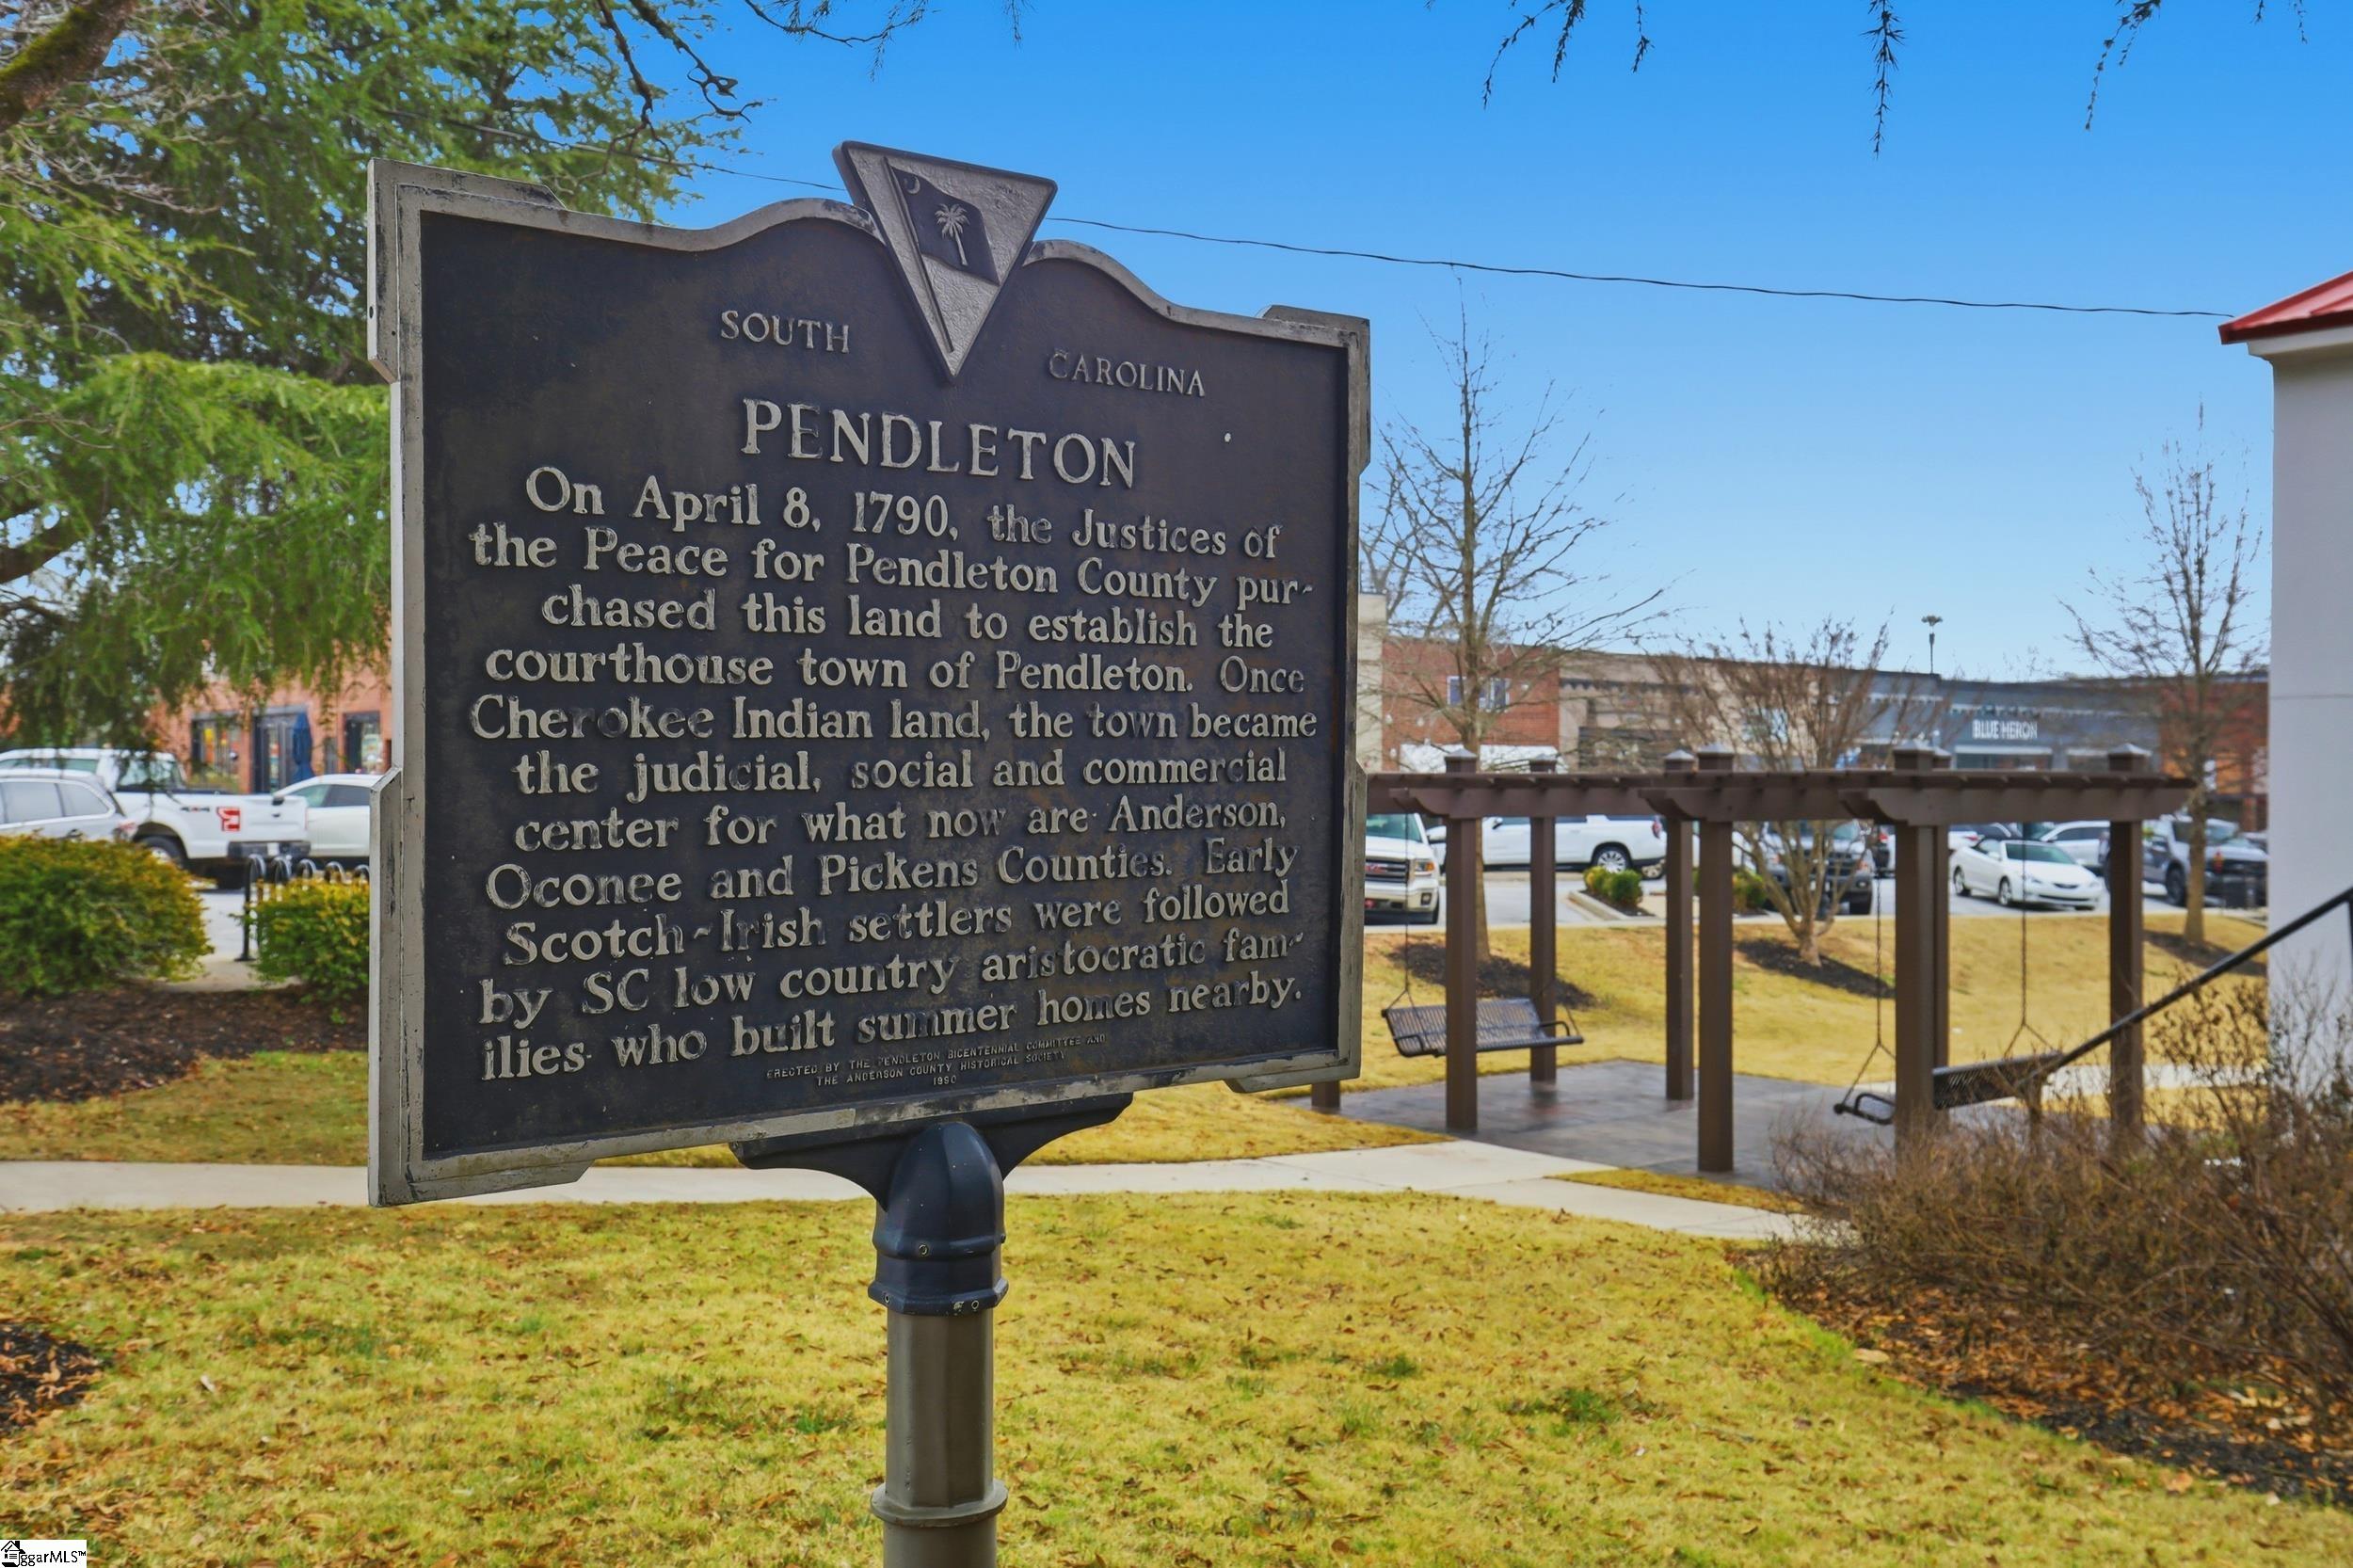 SOUTH CAROLINA
PENDLETON
On April 8, 1790, the Justices of
the Peace for Pendleton County pur-
chased this land to establish the
courthouse town of Pendleton. Once
Cherokee Indian land, the town became
the judicial, social and commercial
center for what now are Anderson,
Oconee and Pickens Counties. Early
Scotch-Irish settlers were followed
by SC low country aristocratic fam-
ilies who built summer homes nearby.
ERECTED BY THE PENDLETON BICENTENNIAL COMMITTEE AND
THE ANDERSON COUNTY HISTORICAL SOCIETY
1990
BLUE HERON
ggarMLS™